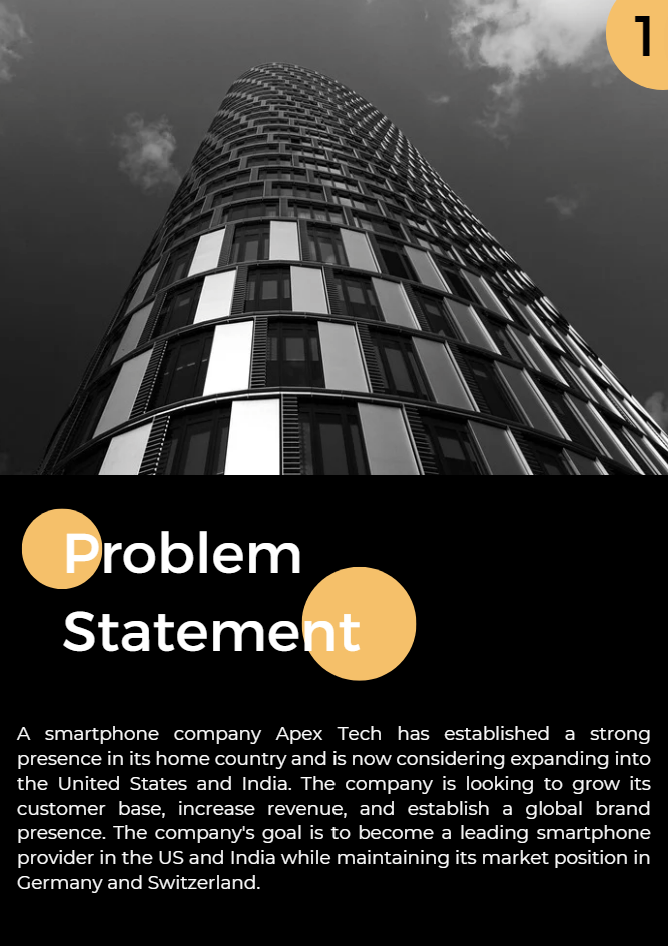 1
Problem
Statement
A smartphone company Apex Tech has established a strong
presence in its home country and is now considering expanding into
the United States and India. The company is looking to grow its
customer base, increase revenue, and establish a global brand
presence. The company's goal is to become a leading smartphone
provider in the US and India while maintaining its market position in
Germany and Switzerland.